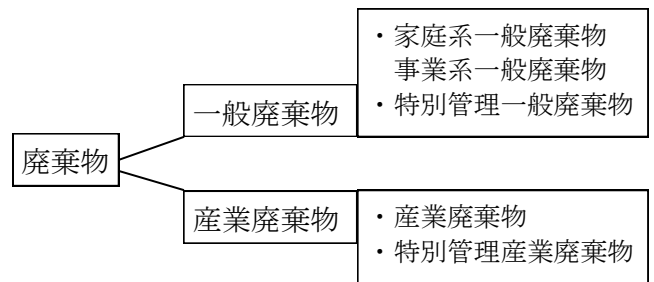 廃棄物
一般廃棄物
・家庭系一般廃棄物
事業系一般廃棄物
・特別管理一般廃棄物
産業廃棄物
・産業廃棄物
・特別管理産業廃棄物